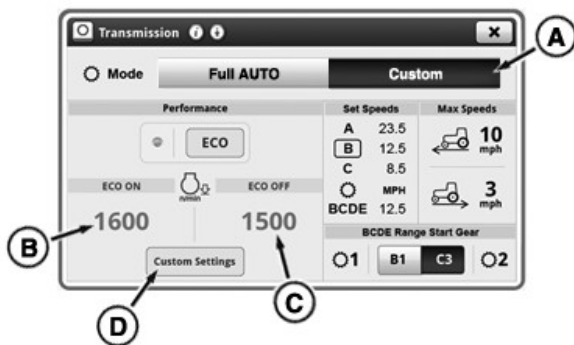 Transmission
A
Mode
Full AUTO
Custom
Performance
ECO
ECO ON
n/min
ECO OFF
1600
1500
B
Custom Settings
C
D
Set Speeds
A 23.5
B 12.5
C 8.5
MPH
BCDE 12.5
Max Speeds
10
mph
3
mph
BCDE Range Start Gear
1 B1 C3 2